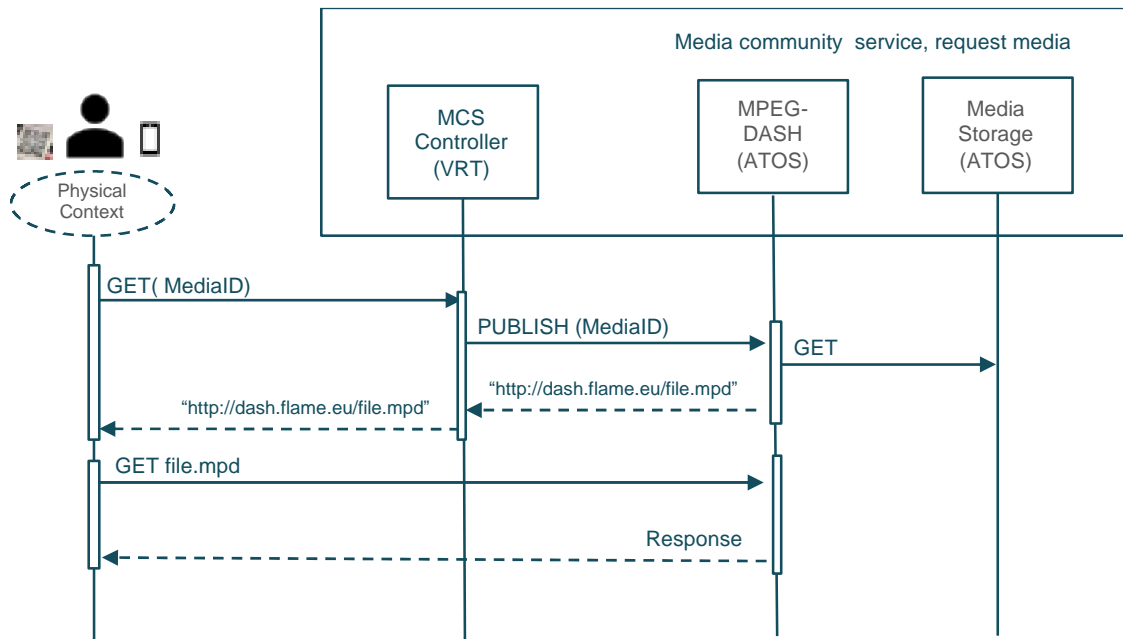 Media community service, request media
MCS
Controller
(VRT)
MPEG-
DASH
(ATOS)
Media
Storage
(ATOS)
Physical
Context
GET( MediaID)
PUBLISH (MediaID)
GET
“http://dash.flame.eu/file.mpd”
“http://dash.flame.eu/file.mpd”
GET file.mpd
Response